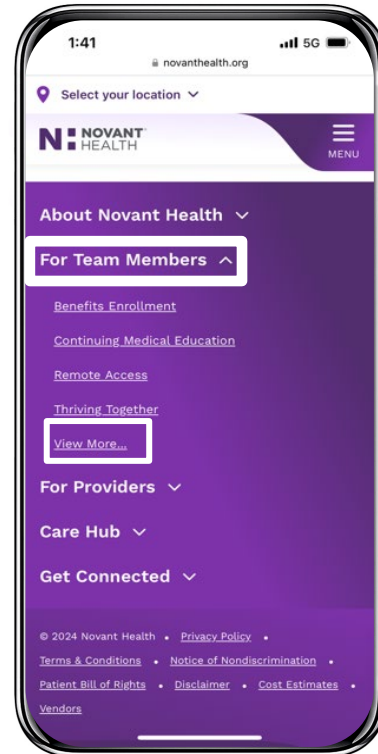 1:41
5G
novanthealth.org
Select your location
NOVANT
HEALTH
MENU
About Novant Health
For Team Members
Benefits Enrollment
Continuing Medical Education
Remote Access
Thriving Together
View More...
For Providers
Care Hub
Get Connected
© 2024 Novant Health • Privacy Policy •
Terms & Conditions • Notice of Nondiscrimination •
Patient Bill of Rights • Disclaimer • Cost Estimates •
Vendors